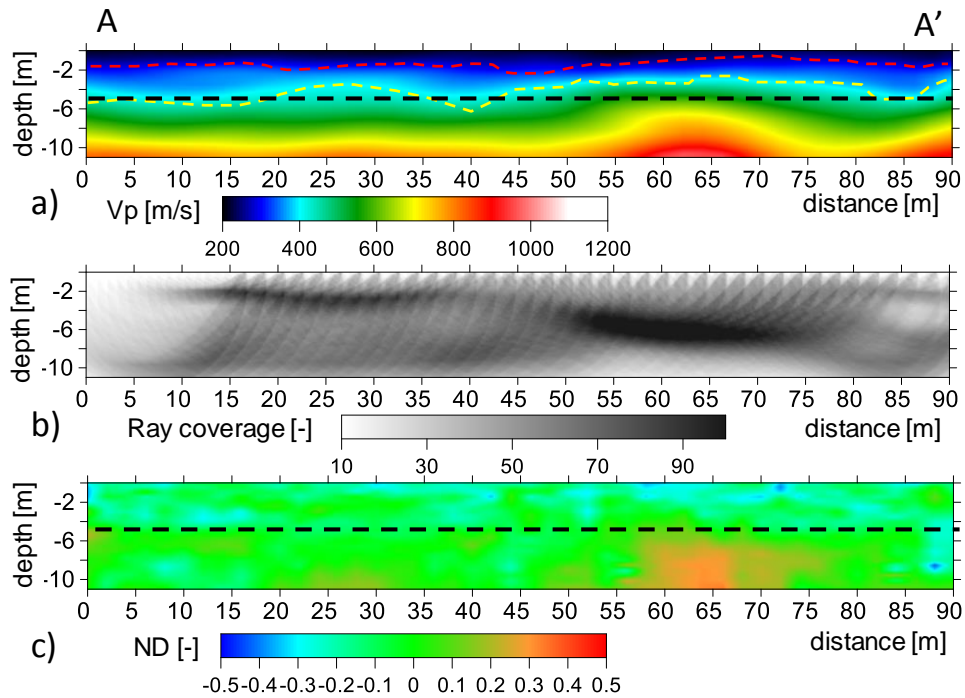 A A’
-2
-6
-10
depth [m]
0 5 10 15 20 25 30 35 40 45 50 55 60 65 70 75 80 85 90
a) Vp [m/s] distance [m]
200 400 600 800 1000 1200
-2
-6
-10
depth [m]
0 5 10 15 20 25 30 35 40 45 50 55 60 65 70 75 80 85 90
b) Ray coverage [-] distance [m]
10 30 50 70 90
-2
-6
-10
depth [m]
0 5 10 15 20 25 30 35 40 45 50 55 60 65 70 75 80 85 90
c) ND [-] distance [m]
-0.5 -0.4 -0.3 -0.2 -0.1 0 0.1 0.2 0.3 0.4 0.5